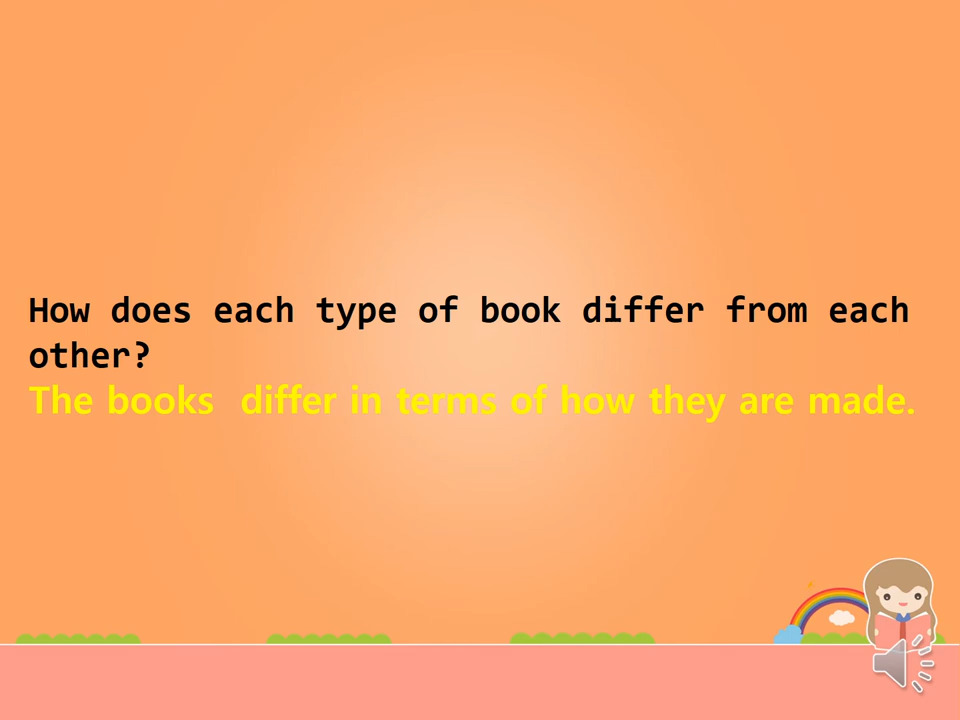 How does each type of book differ from each
other?
The books  differ in terms of how they are made.